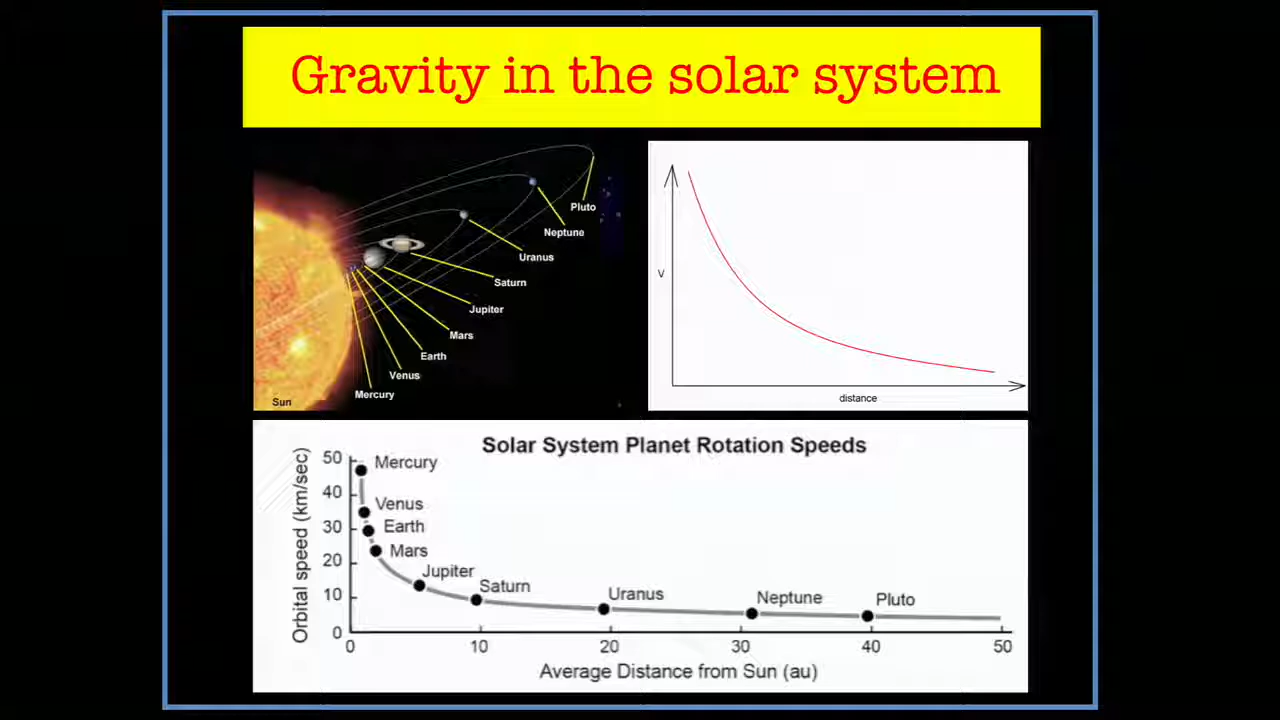 Gravity in the solar system
Pluto
Neptune
Uranus
Saturn
Jupiter
Mars
Earth
Venus
Mercury
Sun
v
distance
Solar System Planet Rotation Speeds
Orbital speed (km/sec)
50
40
30
20
10
0
Mercury
Venus
Earth
Mars
Jupiter
Saturn
Uranus
Neptune
Pluto
0 10 20 30 40 50
Average Distance from Sun (au)